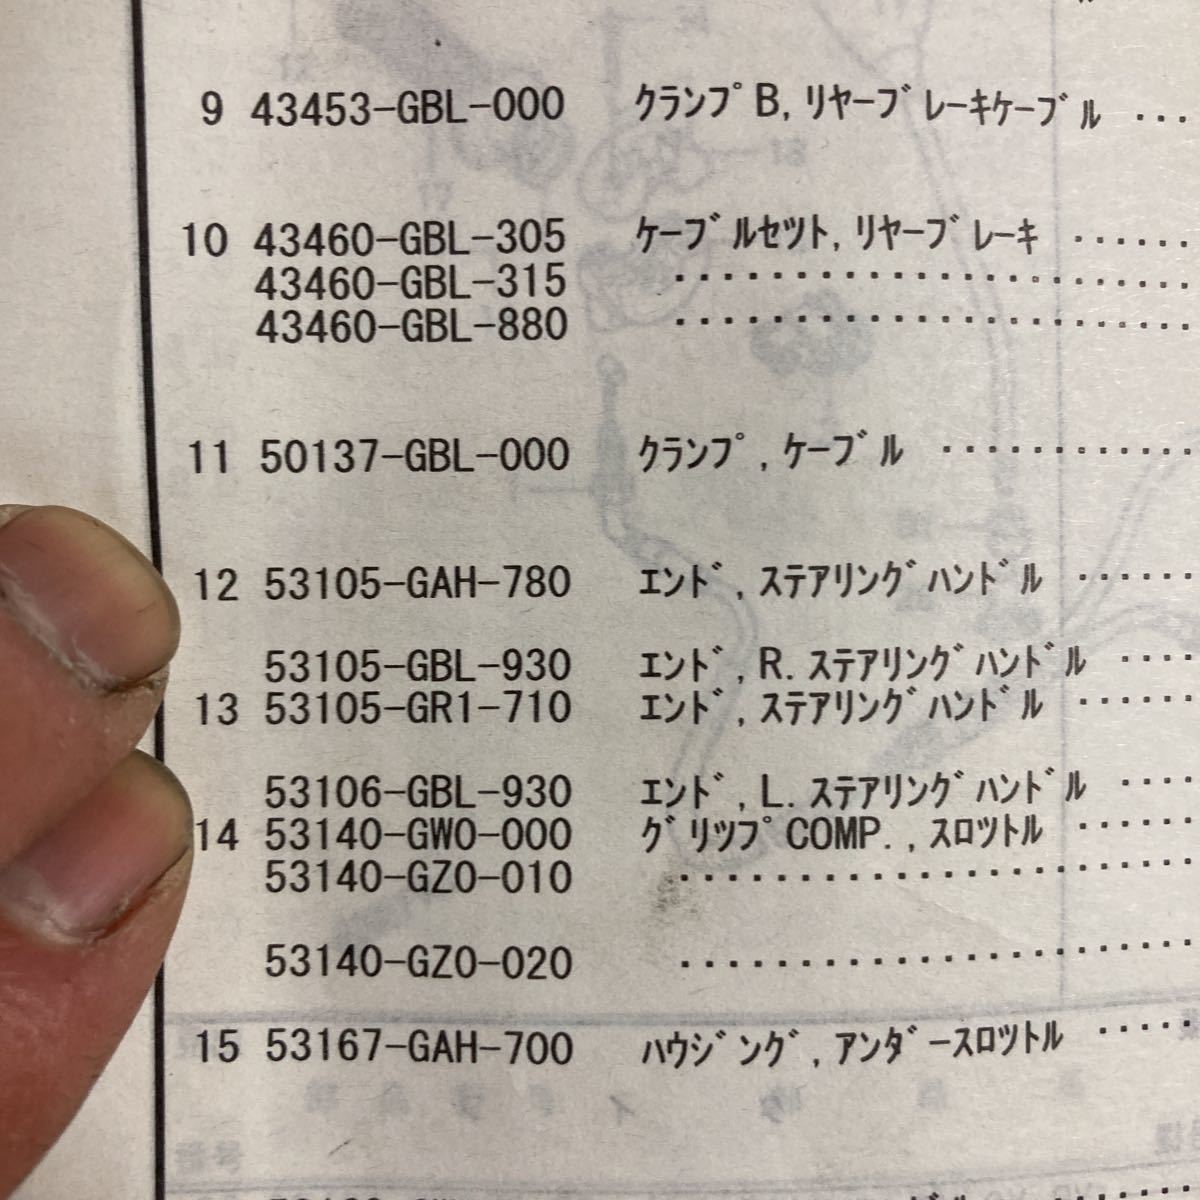 9 43453-GBL-000 ｸﾗﾝﾌﾟB,ﾘﾔｰﾌﾞﾚｰｷｹｰﾌﾞﾙ ...
10 43460-GBL-305 ｹｰﾌﾞﾙｾﾂﾄ,ﾘﾔｰﾌﾞﾚｰｷ ......
43460-GBL-315 ......................
43460-GBL-880 ......................
11 50137-GBL-000 ｸﾗﾝﾌﾟ,ｹｰﾌﾞﾙ ...........
12 53105-GAH-780 ｴﾝﾄﾞ,ｽﾃｱﾘﾝｸﾞﾊﾝﾄﾞﾙ ......
53105-GBL-930 ｴﾝﾄﾞ,R.ｽﾃｱﾘﾝｸﾞﾊﾝﾄﾞﾙ ....
13 53105-GR1-710 ｴﾝﾄﾞ,ｽﾃｱﾘﾝｸﾞﾊﾝﾄﾞﾙ ......
53106-GBL-930 ｴﾝﾄﾞ,L.ｽﾃｱﾘﾝｸﾞﾊﾝﾄﾞﾙ ....
14 53140-GW0-000 ｸﾞﾘﾂﾌﾟCOMP.,ｽﾛﾂﾄﾙ ......
53140-GZ0-010 ......................
53140-GZ0-020 ......................
15 53167-GAH-700 ﾊｳｼﾞﾝｸﾞ,ｱﾝﾀﾞｰｽﾛﾂﾄﾙ .....